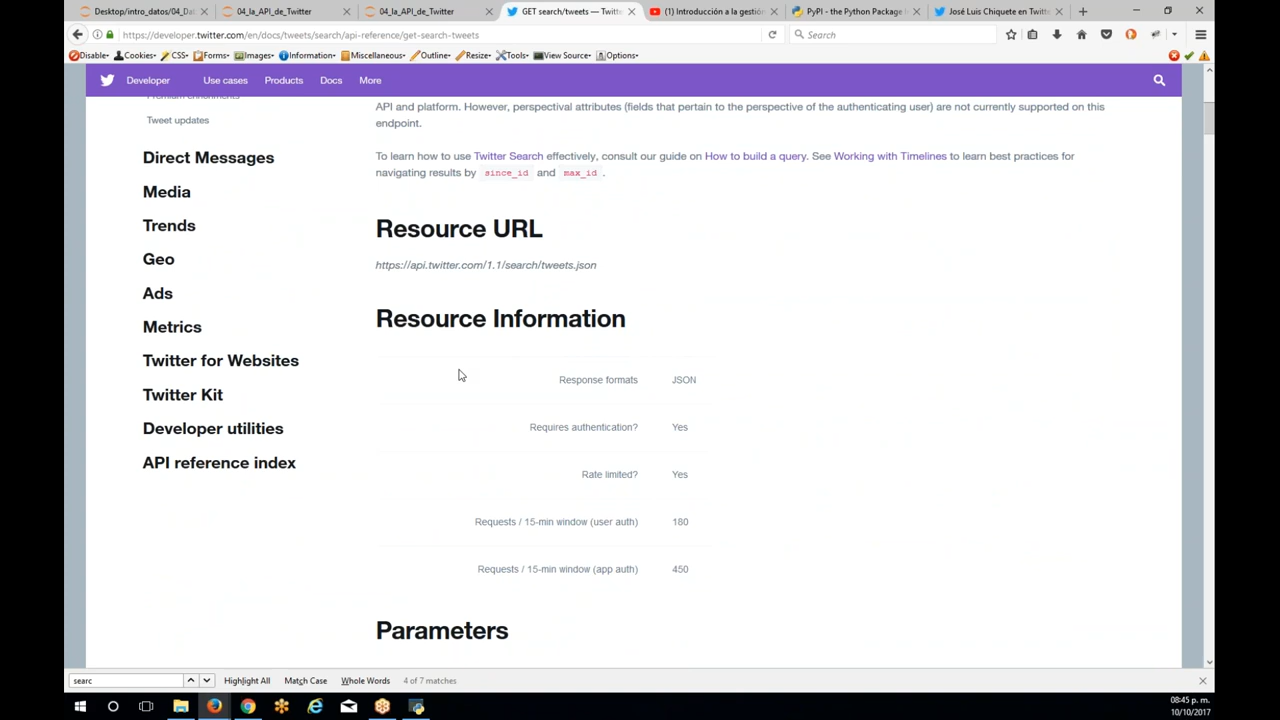 Desktop/intro_datos/04_Dat
04_la_API_de_Twitter
04_la_API_de_Twitter
GET search/tweets — Twitte
(1) Introducción a la gestión
PyPI - the Python Package I
José Luis Chiquete en Twitte
https://developer.twitter.com/en/docs/tweets/search/api-reference/get-search-tweets
Search
Disable Cookies CSS Forms Images Information Miscellaneous Outline Resize Tools View Source Options
Developer Use cases Products Docs More
Premium enrichments
Tweet updates
Direct Messages
Media
Trends
Geo
Ads
Metrics
Twitter for Websites
Twitter Kit
Developer utilities
API reference index
API and platform. However, perspectival attributes (fields that pertain to the perspective of the authenticating user) are not currently supported on this
endpoint.
To learn how to use Twitter Search effectively, consult our guide on How to build a query. See Working with Timelines to learn best practices for
navigating results by since_id and max_id .
Resource URL
https://api.twitter.com/1.1/search/tweets.json
Resource Information
Response formats JSON
Requires authentication? Yes
Rate limited? Yes
Requests / 15-min window (user auth) 180
Requests / 15-min window (app auth) 450
Parameters
searc
Highlight All Match Case Whole Words 4 of 7 matches
08:45 p. m.
10/10/2017